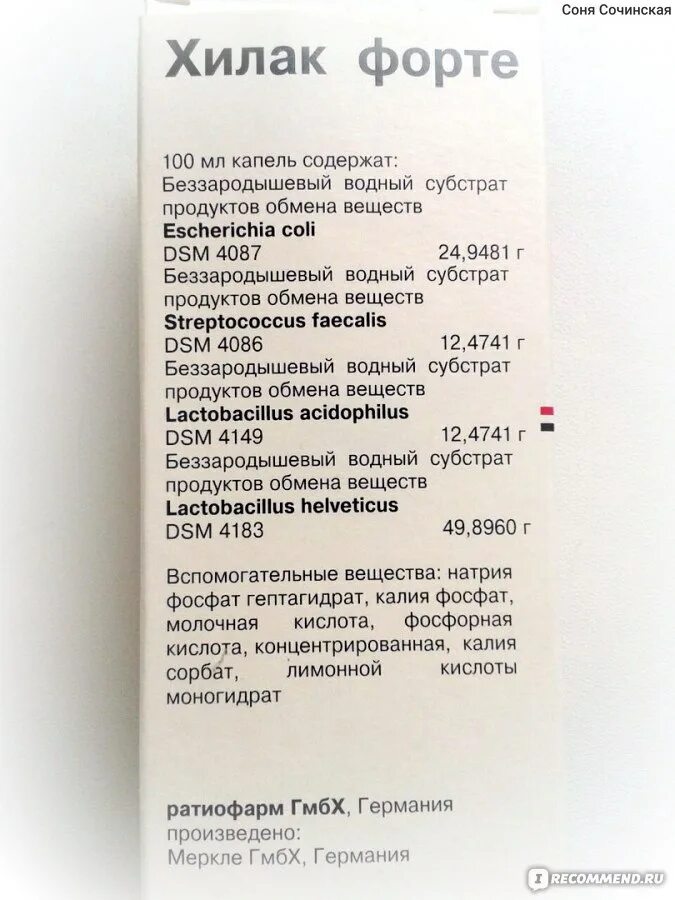 Соня Сочинская
Хилак форте
100 мл капель содержат:
Беззародышевый водный субстрат
продуктов обмена веществ
Escherichia coli
DSM 4087 24,9481 г
Беззародышевый водный субстрат
продуктов обмена веществ
Streptococcus faecalis
DSM 4086 12,4741 г
Беззародышевый водный субстрат
продуктов обмена веществ
Lactobacillus acidophilus
DSM 4149 12,4741 г
Беззародышевый водный субстрат
продуктов обмена веществ
Lactobacillus helveticus
DSM 4183 49,8960 г
Вспомогательные вещества: натрия
фосфат гептагидрат, калия фосфат,
молочная кислота, фосфорная
кислота, концентрированная, калия
сорбат, лимонной кислоты
моногидрат
ратиофарм ГмбХ, Германия
произведено:
Меркле ГмбХ, Германия
IRECOMMEND.RU